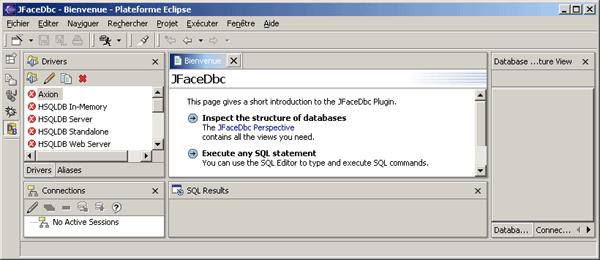 JFaceDbc - Bienvenue - Plateforme Eclipse
Fichier Editer Naviguer Rechercher Projet Exécuter Fenêtre Aide
Drivers
Axion
HSQLDB In-Memory
HSQLDB Server
HSQLDB Standalone
HSQLDB Web Server
Drivers Aliases
Connections
No Active Sessions
Bienvenue
JFaceDbc
This page gives a short introduction to the JFaceDbc Plugin.
Inspect the structure of databases
The JFaceDbc Perspective
contains all the views you need.
Execute any SQL statement
You can use the SQL Editor to type and execute SQL commands.
SQL Results
Database ...ture View
Databa... Connec...